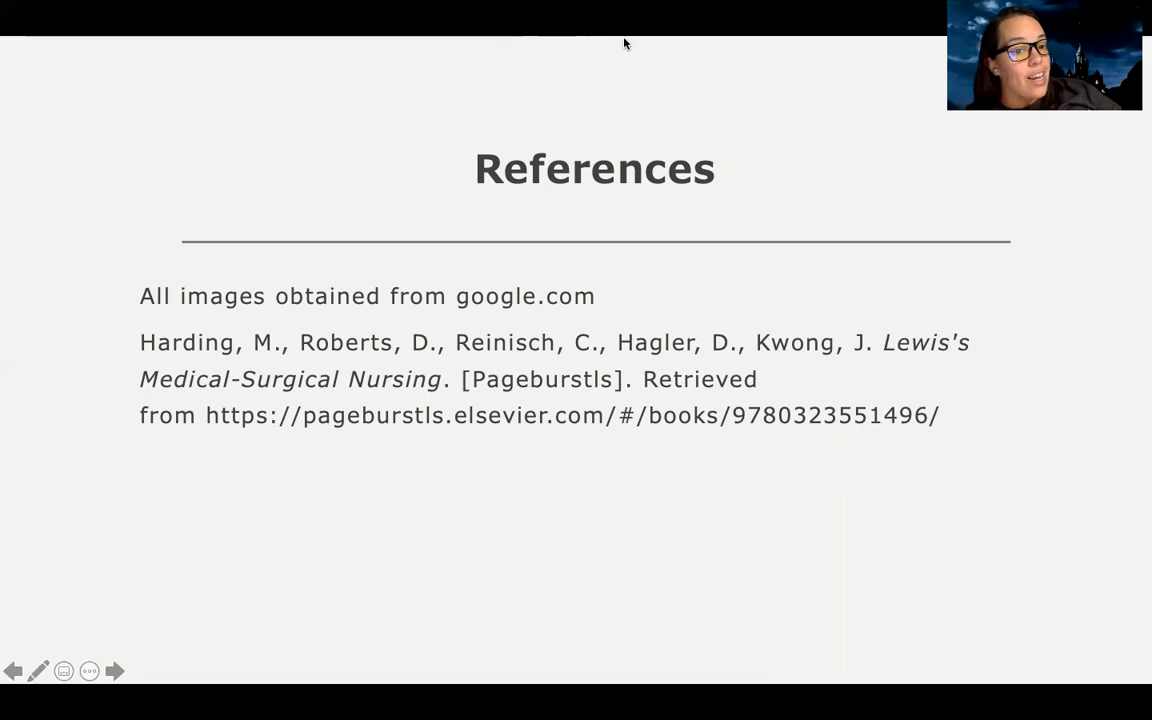 References
All images obtained from google.com
Harding, M., Roberts, D., Reinisch, C., Hagler, D., Kwong, J. Lewis's
Medical-Surgical Nursing. [Pageburstls]. Retrieved
from https://pageburstls.elsevier.com/#/books/9780323551496/